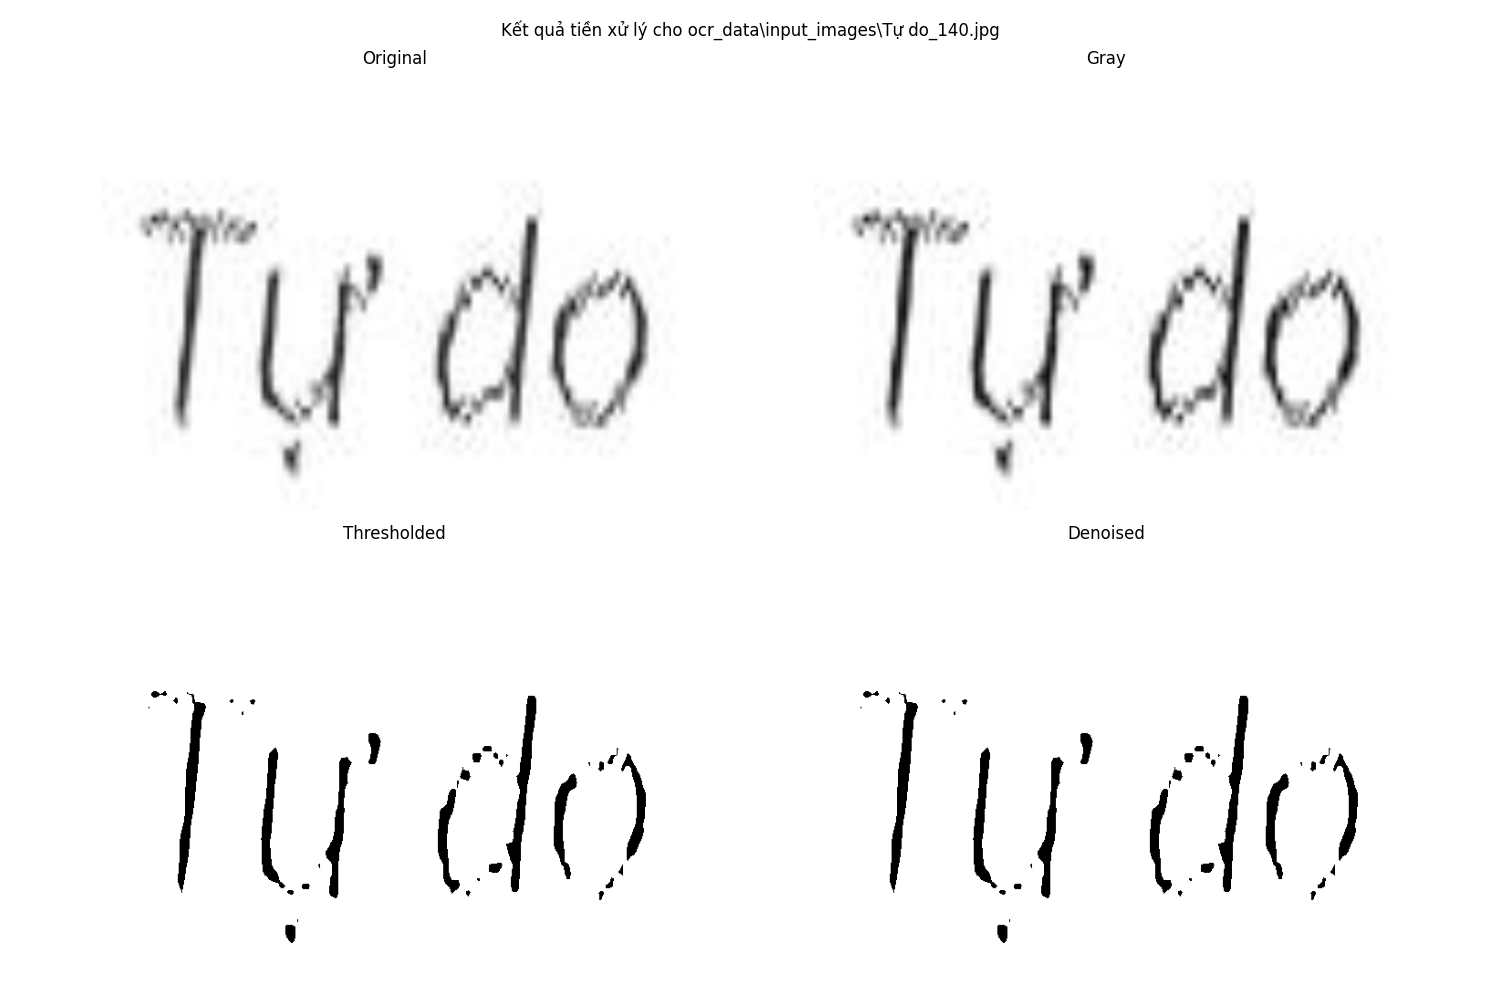 Kết quả tiền xử lý cho ocr_data\input_images\Tự do_140.jpg
Original
Gray
Tự do
Tự do
Thresholded
Denoised
Tự do
Tự do